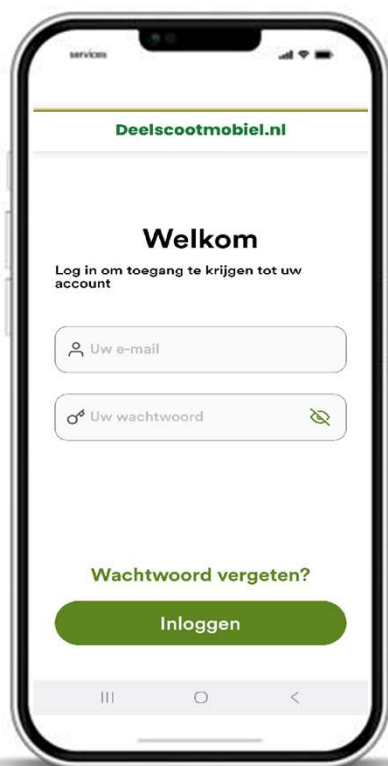 services
Deelscootmobiel.nl
Welkom
Log in om toegang te krijgen tot uw
account
Uw e-mail
Uw wachtwoord
Wachtwoord vergeten?
Inloggen